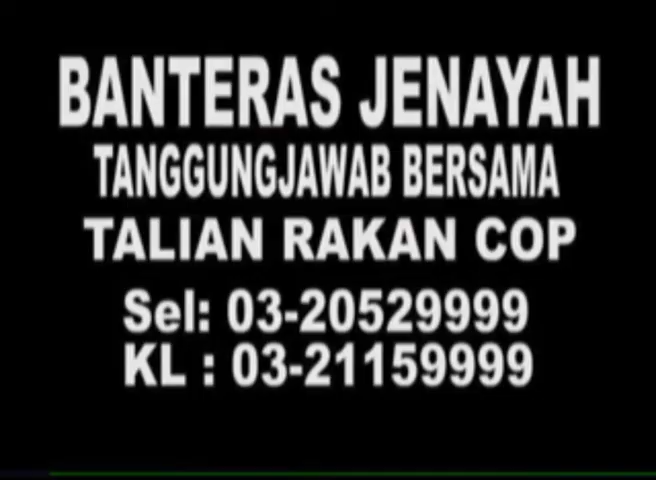 BANTERAS JENAYAH
TANGGUNGJAWAB BERSAMA
TALIAN RAKAN COP
Sel: 03-20529999
KL : 03-21159999